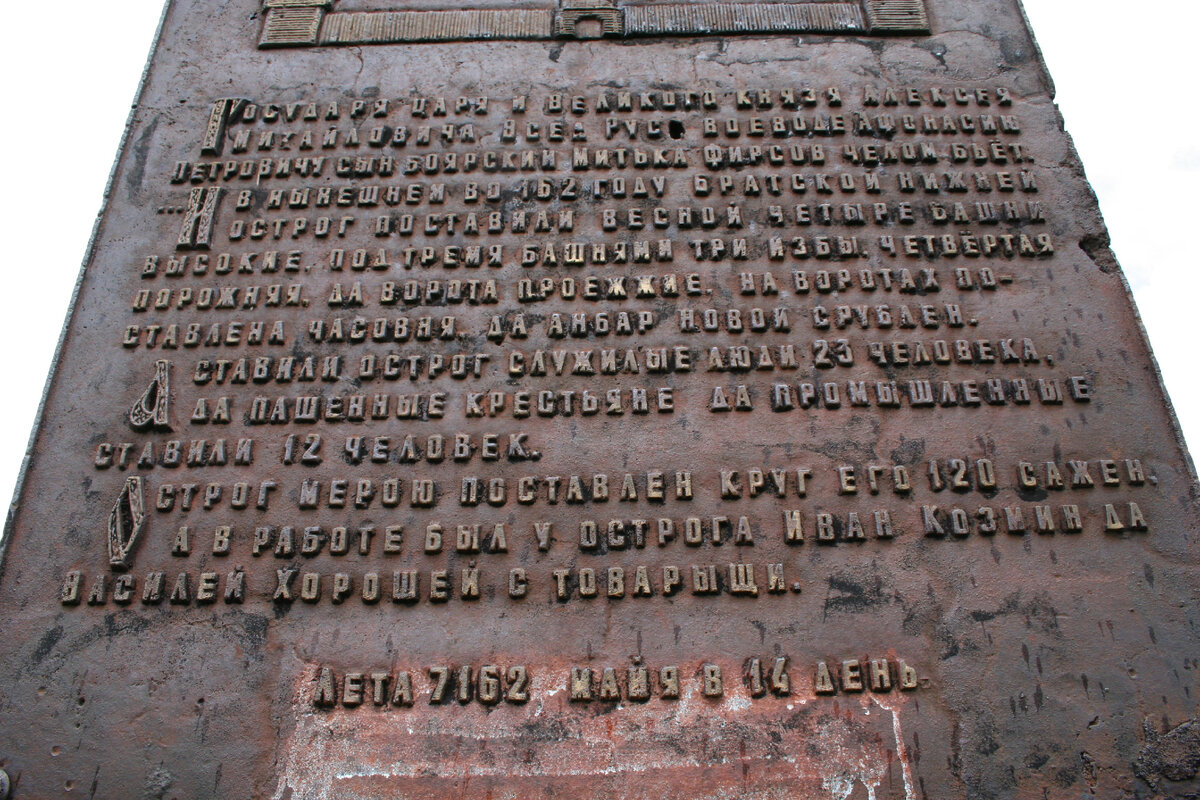 Государя царя и великого князя Алексея
Михайловича всея Руси воеводе Афонасию
Петровичу сын боярский Митька Фирсов челом бьёт.
...И в нынешнем во 162 году Братской нижней
острог поставили весной четыре башни
высокие. Под тремя башнями три избы, четвёртая
порожняя, да ворота проезжие. На воротах по-
ставлена часовня, да анбар новой срублен.
А ставили острог служилые люди 23 человека,
да пашенные крестьяне да промышленные
ставили 12 человек.
Острог мерою поставлен круг его 120 сажен.
А в работе был у острога Иван Козмин да
Василей Хорошей с товарыщи.
Лета 7162 майя в 14 день.